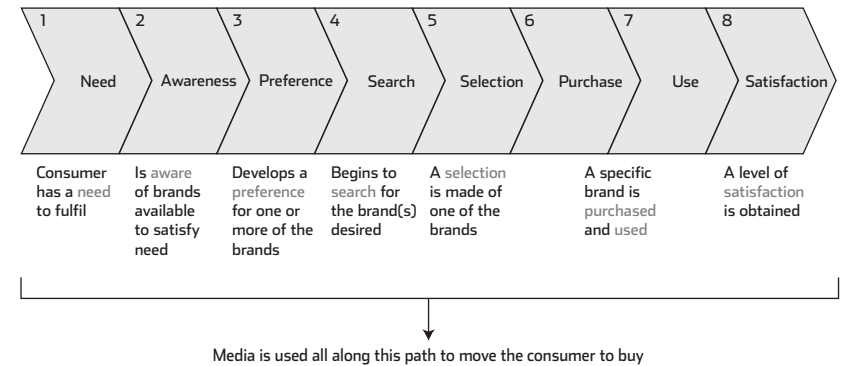 1 2 3 4 5 6 7 8
Need Awareness Preference Search Selection Purchase Use Satisfaction
Consumer
has a need
to fulfil
Is aware
of brands
available
to satisfy
need
Develops a
preference
for one or
more of the
brands
Begins to
search for
the brand(s)
desired
A selection
is made of
one of the
brands
A specific
brand is
purchased
and used
A level of
satisfaction
is obtained
Media is used all along this path to move the consumer to buy